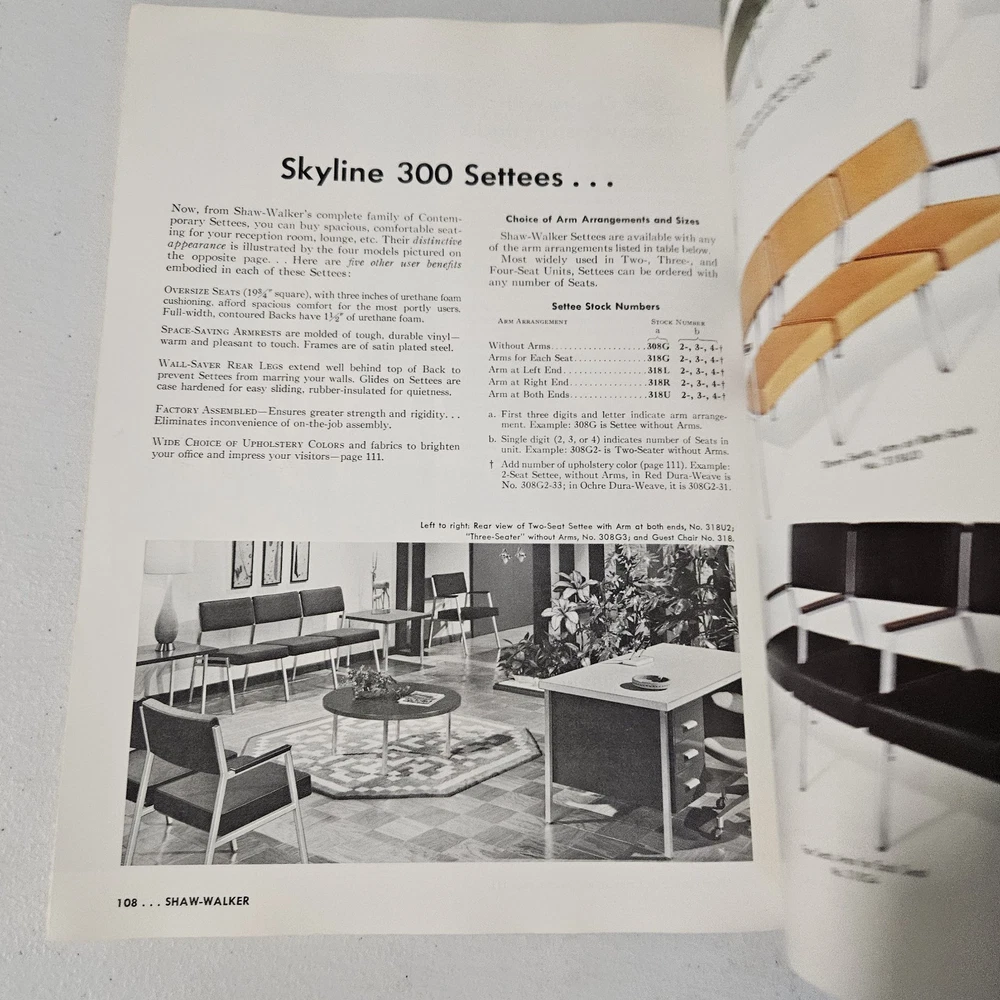 Skyline 300 Settees . . .
Now, from Shaw-Walker's complete family of Contem-
porary Settees, you can buy spacious, comfortable seat-
ing for your reception room, lounge, etc. Their distinctive
appearance is illustrated by the four models pictured on
the opposite page. . . Here are five other user benefits
embodied in each of these Settees:
Oversize Seats (19¾" square), with three inches of urethane foam
cushioning, afford spacious comfort for the most portly users.
Full-width, contoured Backs have 1½" of urethane foam.
Space-Saving Armrests are molded of tough, durable vinyl—
warm and pleasant to touch. Frames are of satin plated steel.
Wall-Saver Rear Legs extend well behind top of Back to
prevent Settees from marring your walls. Glides on Settees are
case hardened for easy sliding, rubber-insulated for quietness.
Factory Assembled—Ensures greater strength and rigidity. . .
Eliminates inconvenience of on-the-job assembly.
Wide Choice of Upholstery Colors and fabrics to brighten
your office and impress your visitors—page 111.
Choice of Arm Arrangements and Sizes
Shaw-Walker Settees are available with any
of the arm arrangements listed in table below.
Most widely used in Two-, Three-, and
Four-Seat Units, Settees can be ordered with
any number of Seats.
Settee Stock Numbers
Arm Arrangement Stock Number
a b
Without Arms.....................308G 2-, 3-, 4-†
Arms for Each Seat...............318G 2-, 3-, 4-†
Arm at Left End..................318L 2-, 3-, 4-†
Arm at Right End.................318R 2-, 3-, 4-†
Arm at Both Ends.................318U 2-, 3-, 4-†
a. First three digits and letter indicate arm arrange-
ment. Example: 308G is Settee without Arms.
b. Single digit (2, 3, or 4) indicates number of Seats in
unit. Example: 308G2- is Two-Seater without Arms.
† Add number of upholstery color (page 111). Example:
2-Seat Settee, without Arms, in Red Dura-Weave is
No. 308G2-33; in Ochre Dura-Weave, it is 308G2-31.
Left to right: Rear view of Two-Seat Settee with Arm at both ends, No. 318U2;
"Three-Seater" without Arms, No. 308G3; and Guest Chair No. 318.
108 . . . SHAW-WALKER